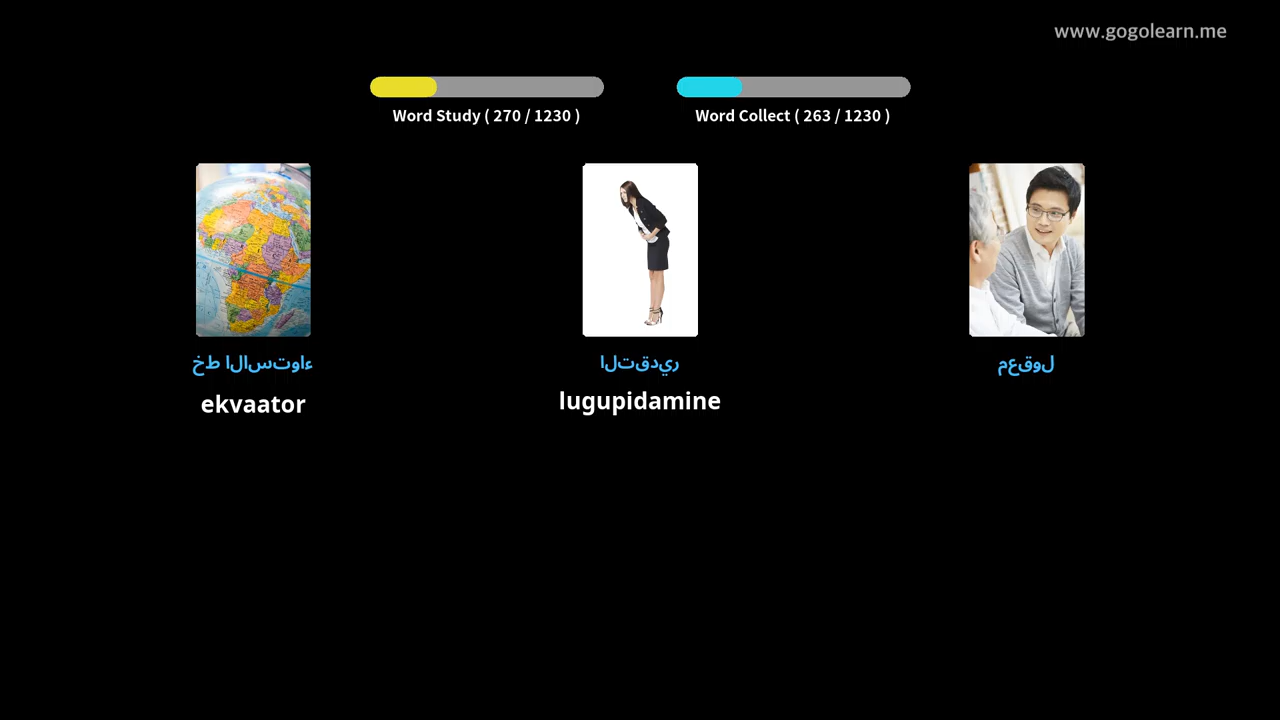 www.gogolearn.me
Word Study ( 270 / 1230 )
Word Collect ( 263 / 1230 )
خط الاستواء
التقدير
معقول
ekvaator
lugupidamine